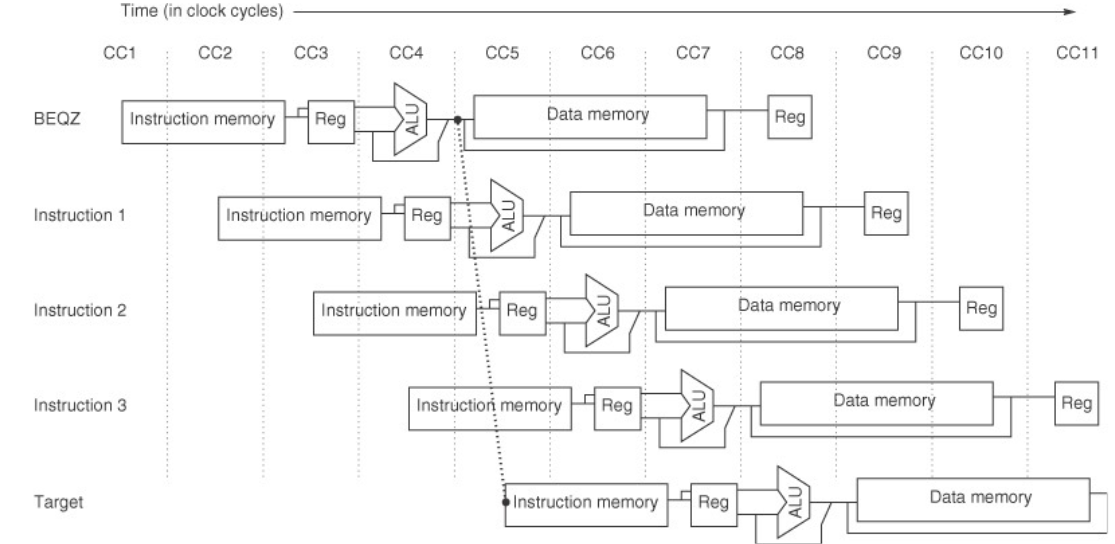 Time (in clock cycles)
CC1 CC2 CC3 CC4 CC5 CC6 CC7 CC8 CC9 CC10 CC11
BEQZ Instruction memory Reg ALU Data memory Reg
Instruction 1 Instruction memory Reg ALU Data memory Reg
Instruction 2 Instruction memory Reg ALU Data memory Reg
Instruction 3 Instruction memory Reg ALU Data memory Reg
Target Instruction memory Reg ALU Data memory